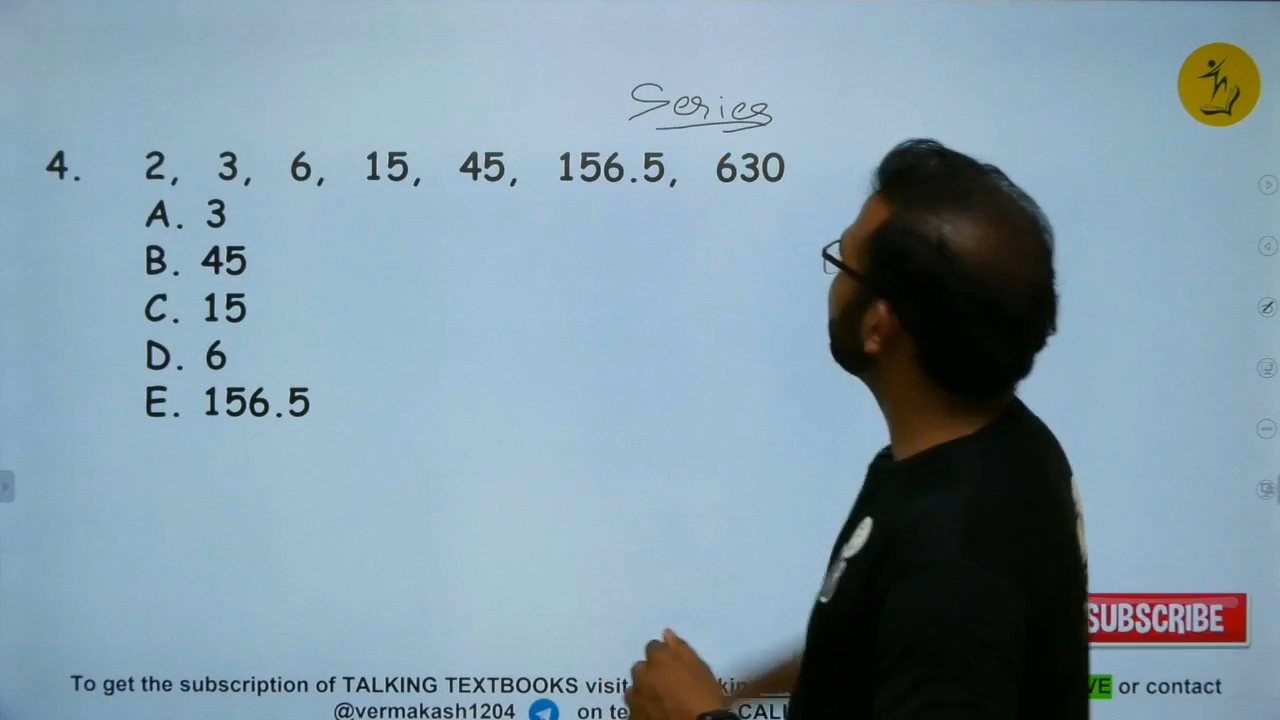 Series
4. 2, 3, 6, 15, 45, 156.5, 630
A. 3
B. 45
C. 15
D. 6
E. 156.5
SUBSCRIBE
To get the subscription of TALKING TEXTBOOKS visit or contact
@vermakash1204 on